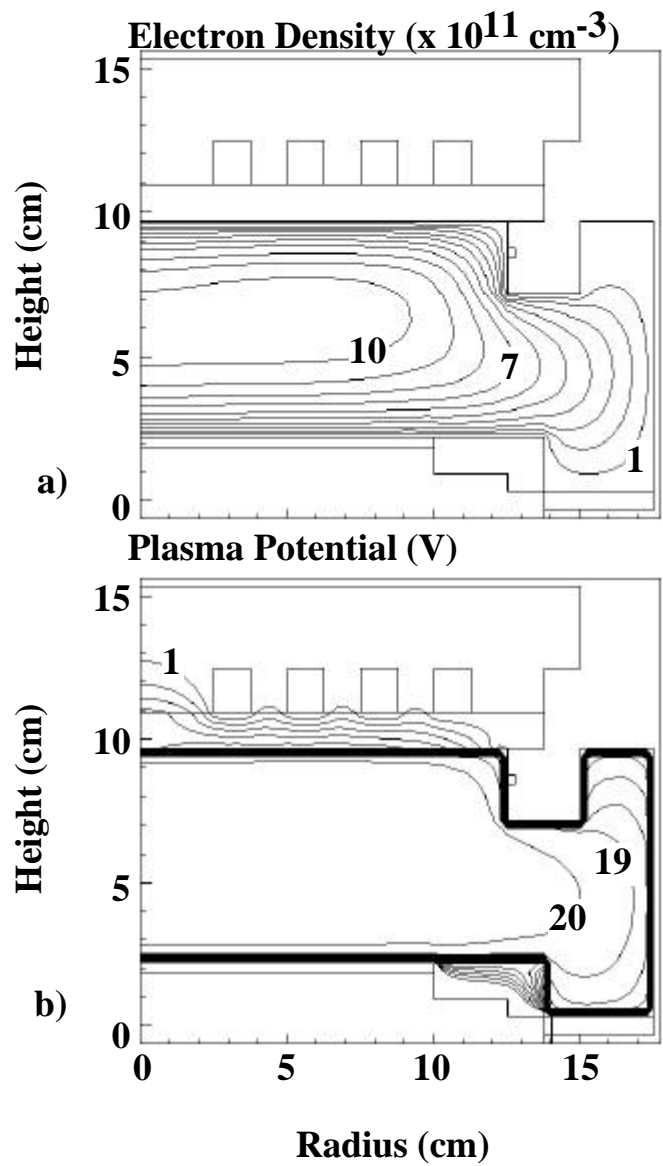 Electron Density (x 10¹¹ cm⁻³)
15
10
5
0
Height (cm)
10
7
1
a)
Plasma Potential (V)
15
10
5
0
Height (cm)
1
19
20
b)
0 5 10 15
Radius (cm)